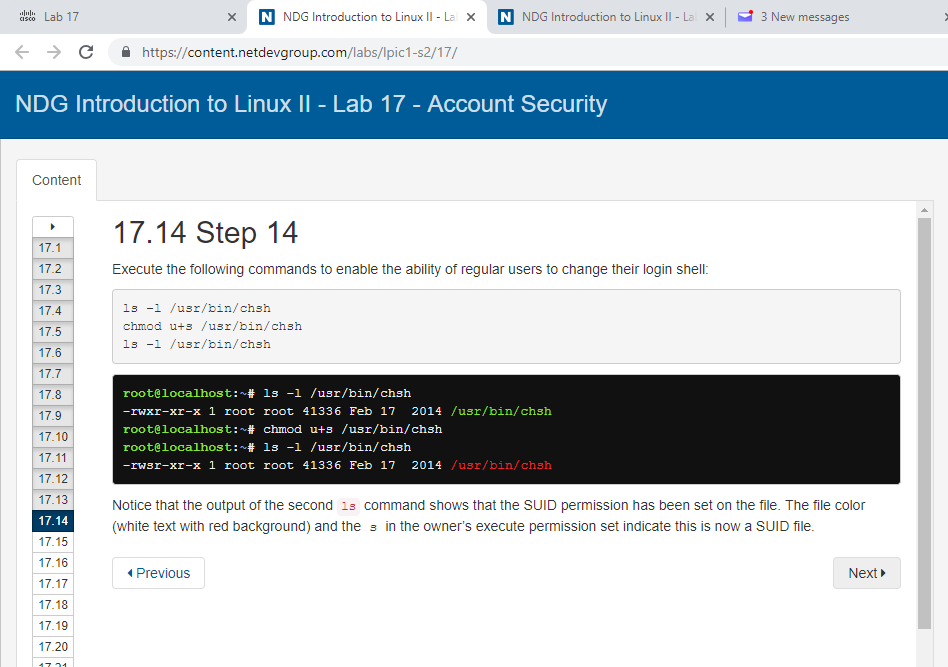 Lab 17
NDG Introduction to Linux II - La
NDG Introduction to Linux II - La
3 New messages
https://content.netdevgroup.com/labs/lpic1-s2/17/
NDG Introduction to Linux II - Lab 17 - Account Security
Content
17.1
17.2
17.3
17.4
17.5
17.6
17.7
17.8
17.9
17.10
17.11
17.12
17.13
17.14
17.15
17.16
17.17
17.18
17.19
17.20
17.21
17.14 Step 14
Execute the following commands to enable the ability of regular users to change their login shell:
ls -l /usr/bin/chsh
chmod u+s /usr/bin/chsh
ls -l /usr/bin/chsh
root@localhost:~# ls -l /usr/bin/chsh
-rwxr-xr-x 1 root root 41336 Feb 17  2014 /usr/bin/chsh
root@localhost:~# chmod u+s /usr/bin/chsh
root@localhost:~# ls -l /usr/bin/chsh
-rwsr-xr-x 1 root root 41336 Feb 17  2014 /usr/bin/chsh
Notice that the output of the second ls command shows that the SUID permission has been set on the file. The file color
(white text with red background) and the s in the owner's execute permission set indicate this is now a SUID file.
Previous
Next